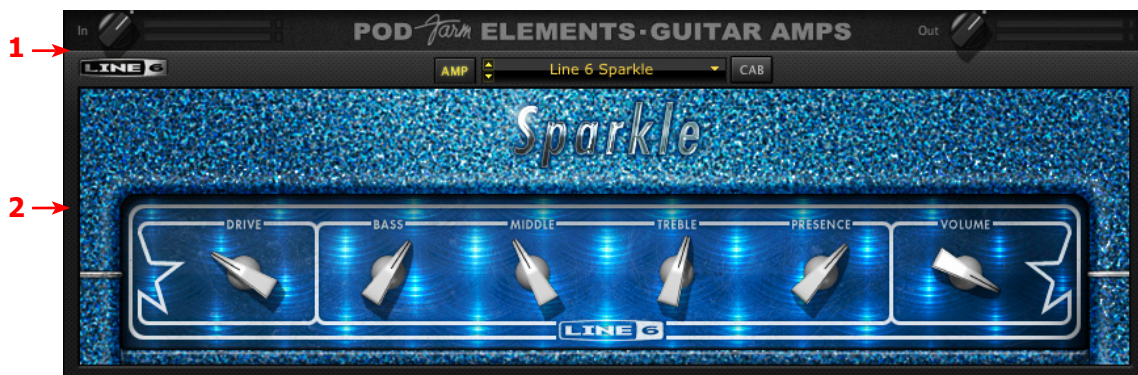 In POD Farm ELEMENTS·GUITAR AMPS Out
1
LINE 6 AMP Line 6 Sparkle CAB
Sparkle
2
DRIVE BASS MIDDLE TREBLE PRESENCE VOLUME
LINE 6